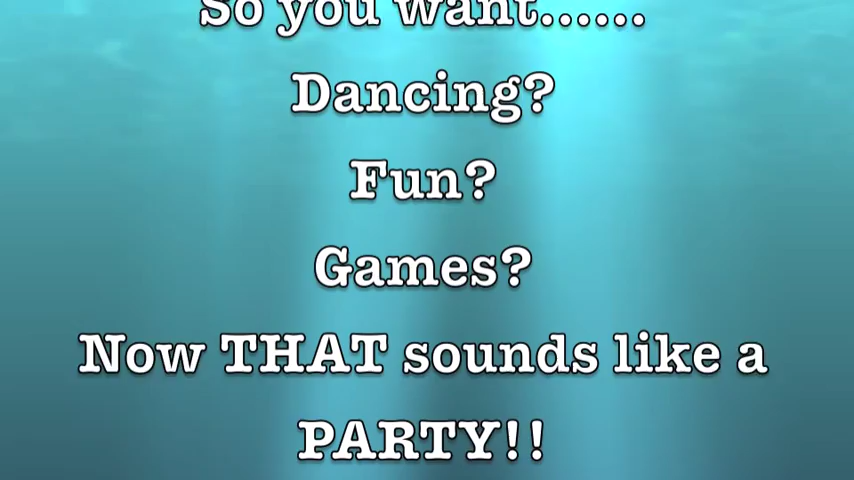 So you want......
Dancing?
Fun?
Games?
Now THAT sounds like a
PARTY!!